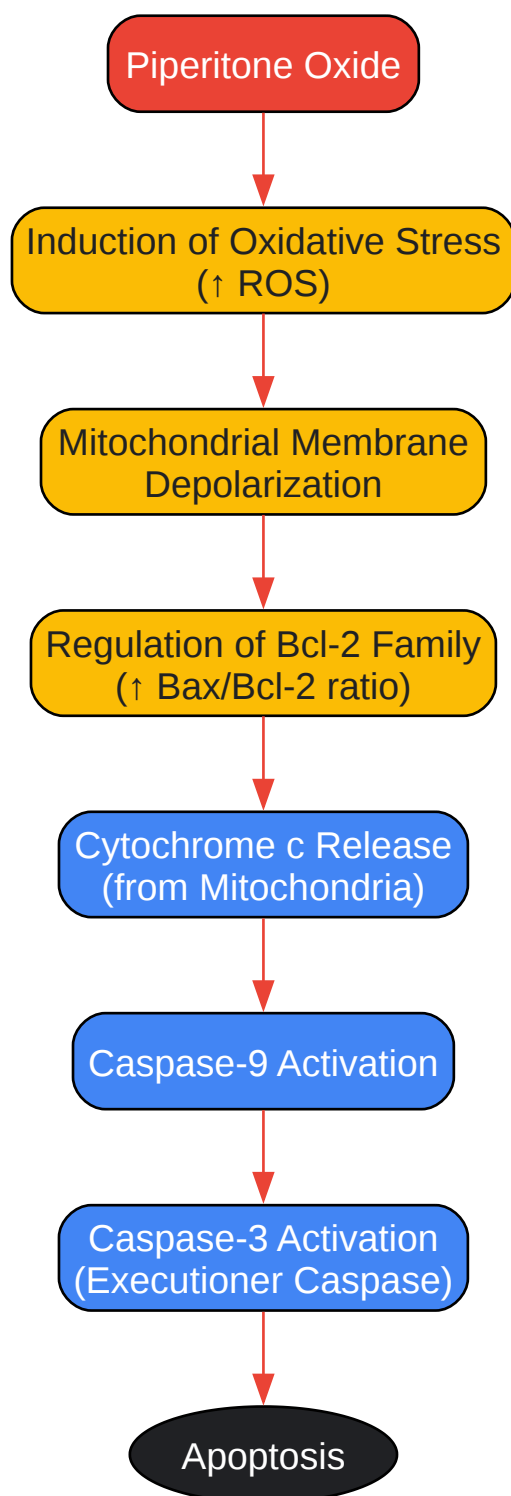 Piperitone Oxide
Induction of Oxidative Stress
(↑ ROS)
Mitochondrial Membrane
Depolarization
Regulation of Bcl-2 Family
(↑ Bax/Bcl-2 ratio)
Cytochrome c Release
(from Mitochondria)
Caspase-9 Activation
Caspase-3 Activation
(Executioner Caspase)
Apoptosis